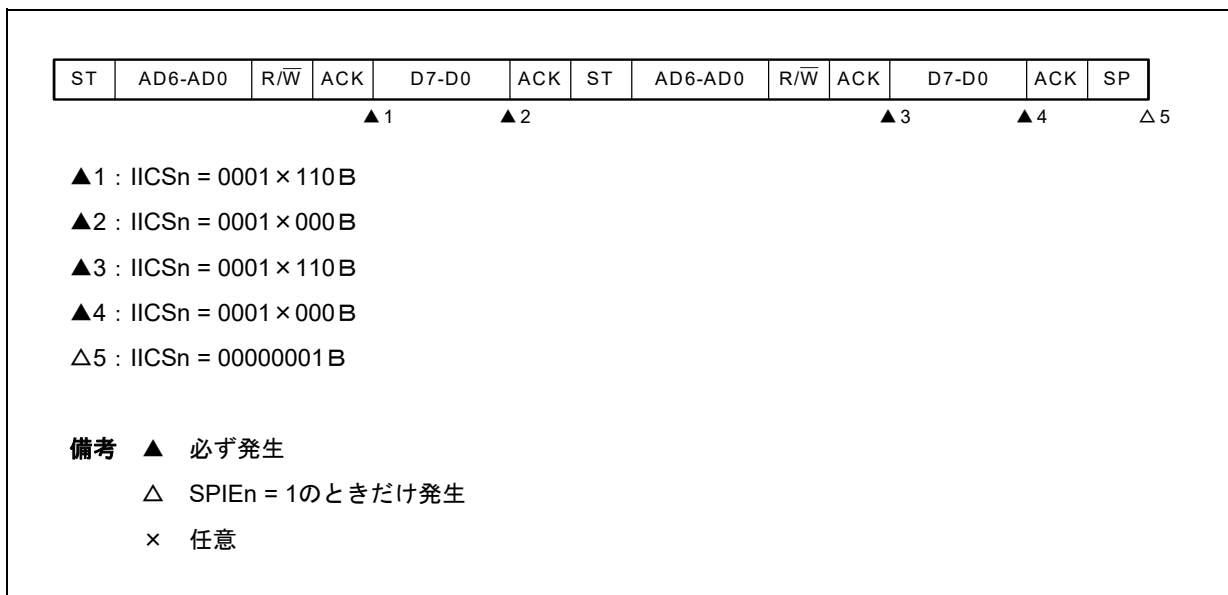 ST AD6-AD0 R/W̅ ACK D7-D0 ACK ST AD6-AD0 R/W̅ ACK D7-D0 ACK SP
▲1 ▲2 ▲3 ▲4 △5
▲1：IICSn = 0001×110B
▲2：IICSn = 0001×000B
▲3：IICSn = 0001×110B
▲4：IICSn = 0001×000B
△5：IICSn = 00000001B
備考 ▲ 必ず発生
△ SPIEn = 1のときだけ発生
× 任意